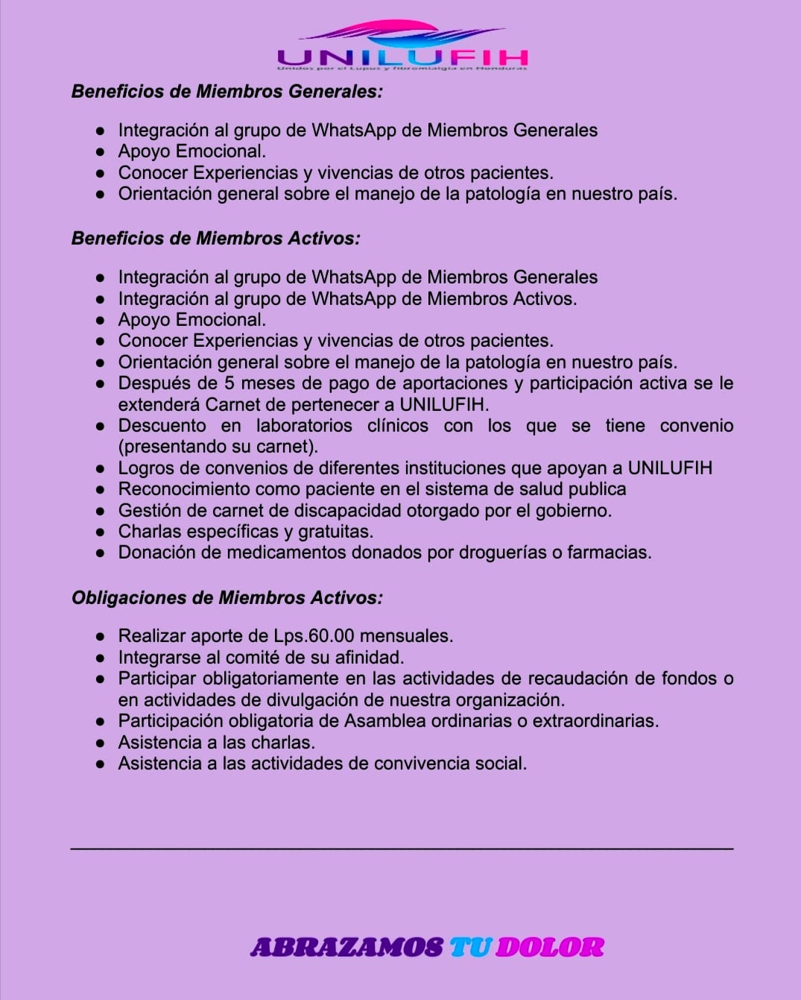 UNILUFIH
Unidos por el Lupus y fibromialgia en Honduras
Beneficios de Miembros Generales:
● Integración al grupo de WhatsApp de Miembros Generales
● Apoyo Emocional.
● Conocer Experiencias y vivencias de otros pacientes.
● Orientación general sobre el manejo de la patología en nuestro país.
Beneficios de Miembros Activos:
● Integración al grupo de WhatsApp de Miembros Generales
● Integración al grupo de WhatsApp de Miembros Activos.
● Apoyo Emocional.
● Conocer Experiencias y vivencias de otros pacientes.
● Orientación general sobre el manejo de la patología en nuestro país.
● Después de 5 meses de pago de aportaciones y participación activa se le
extenderá Carnet de pertenecer a UNILUFIH.
● Descuento en laboratorios clínicos con los que se tiene convenio
(presentando su carnet).
● Logros de convenios de diferentes instituciones que apoyan a UNILUFIH
● Reconocimiento como paciente en el sistema de salud publica
● Gestión de carnet de discapacidad otorgado por el gobierno.
● Charlas específicas y gratuitas.
● Donación de medicamentos donados por droguerías o farmacias.
Obligaciones de Miembros Activos:
● Realizar aporte de Lps.60.00 mensuales.
● Integrarse al comité de su afinidad.
● Participar obligatoriamente en las actividades de recaudación de fondos o
en actividades de divulgación de nuestra organización.
● Participación obligatoria de Asamblea ordinarias o extraordinarias.
● Asistencia a las charlas.
● Asistencia a las actividades de convivencia social.
ABRAZAMOS TU DOLOR